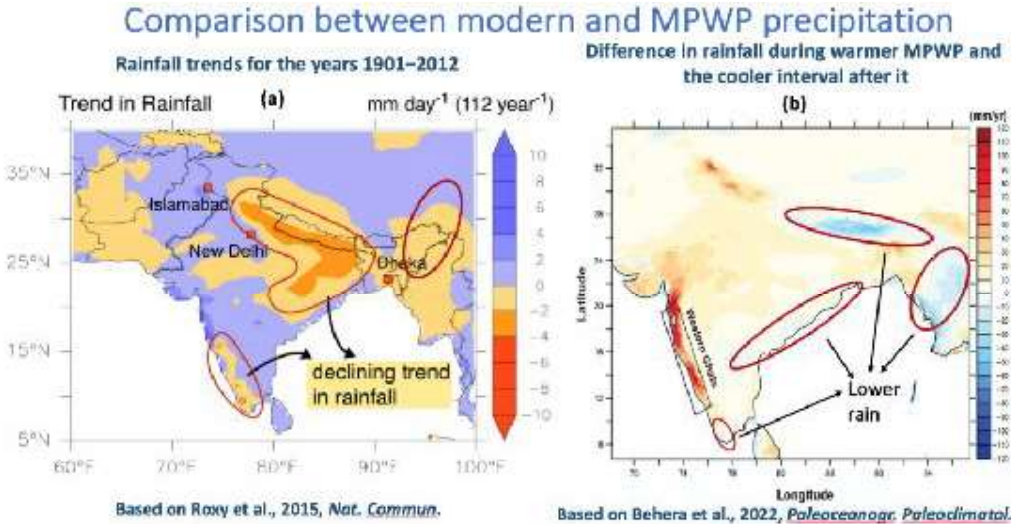 Comparison between modern and MPWP precipitation
Rainfall trends for the years 1901–2012
Difference in rainfall during warmer MPWP and
the cooler interval after it
Trend in Rainfall
(a)
mm day⁻¹ (112 year⁻¹)
(b)
(mm/yr)
35°N
25°N
15°N
5°N
60°E
70°E
80°E
90°E
100°E
Islamabad
New Delhi
Dhaka
declining trend
in rainfall
10
8
6
4
2
0
−2
−4
−6
−8
−10
Latitude
Western Ghats
Lower
rain
Longitude
Based on Roxy et al., 2015, Nat. Commun.
Based on Behera et al., 2022, Paleoceanogr. Paleoclimatol.